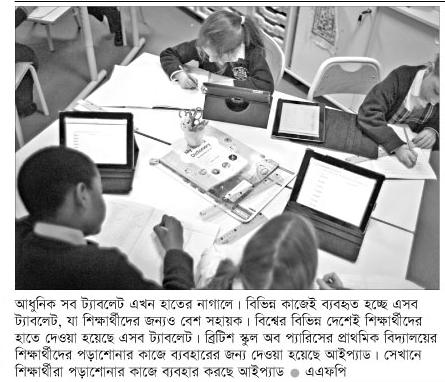 Dictionary
আধুনিক সব ট্যাবলেট এখন হাতের নাগালে। বিভিন্ন কাজেই ব্যবহৃত হচ্ছে এসব
ট্যাবলেট, যা শিক্ষার্থীদের জন্যও বেশ সহায়ক। বিশ্বের বিভিন্ন দেশেই শিক্ষার্থীদের
হাতে দেওয়া হয়েছে এসব ট্যাবলেট। ব্রিটিশ স্কুল অব প্যারিসের প্রাথমিক বিদ্যালয়ের
শিক্ষার্থীদের পড়াশোনার কাজে ব্যবহারের জন্য দেওয়া হয়েছে আইপ্যাড। সেখানে
শিক্ষার্থীরা পড়াশোনার কাজে ব্যবহার করছে আইপ্যাড ● এএফপি